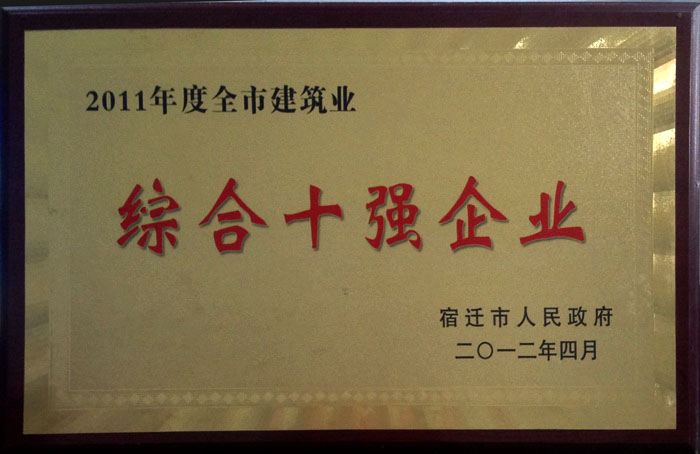 2011年度全市建筑业
综合十强企业
宿迁市人民政府
二〇一二年四月